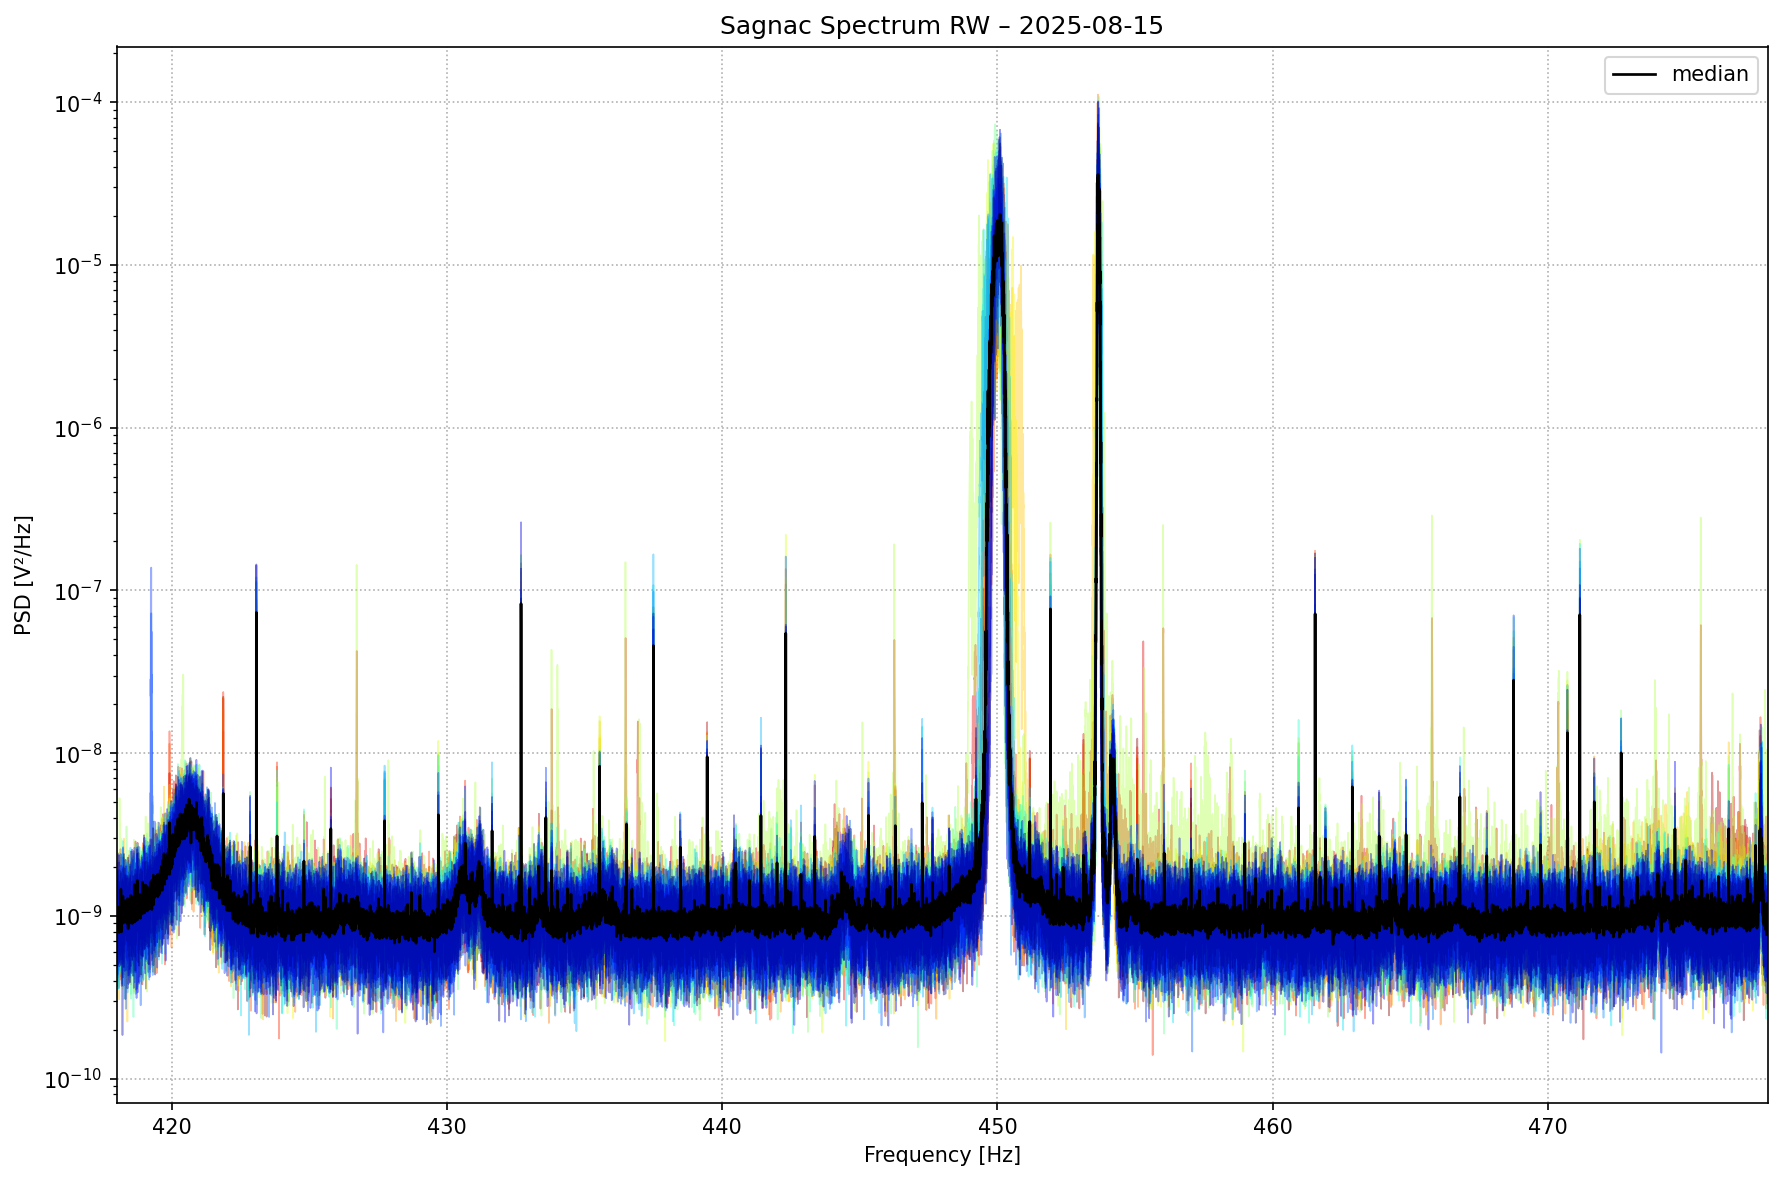 Sagnac Spectrum RW – 2025-08-15
median
PSD [V²/Hz]
10⁻⁴
10⁻⁵
10⁻⁶
10⁻⁷
10⁻⁸
10⁻⁹
10⁻¹⁰
420 430 440 450 460 470
Frequency [Hz]